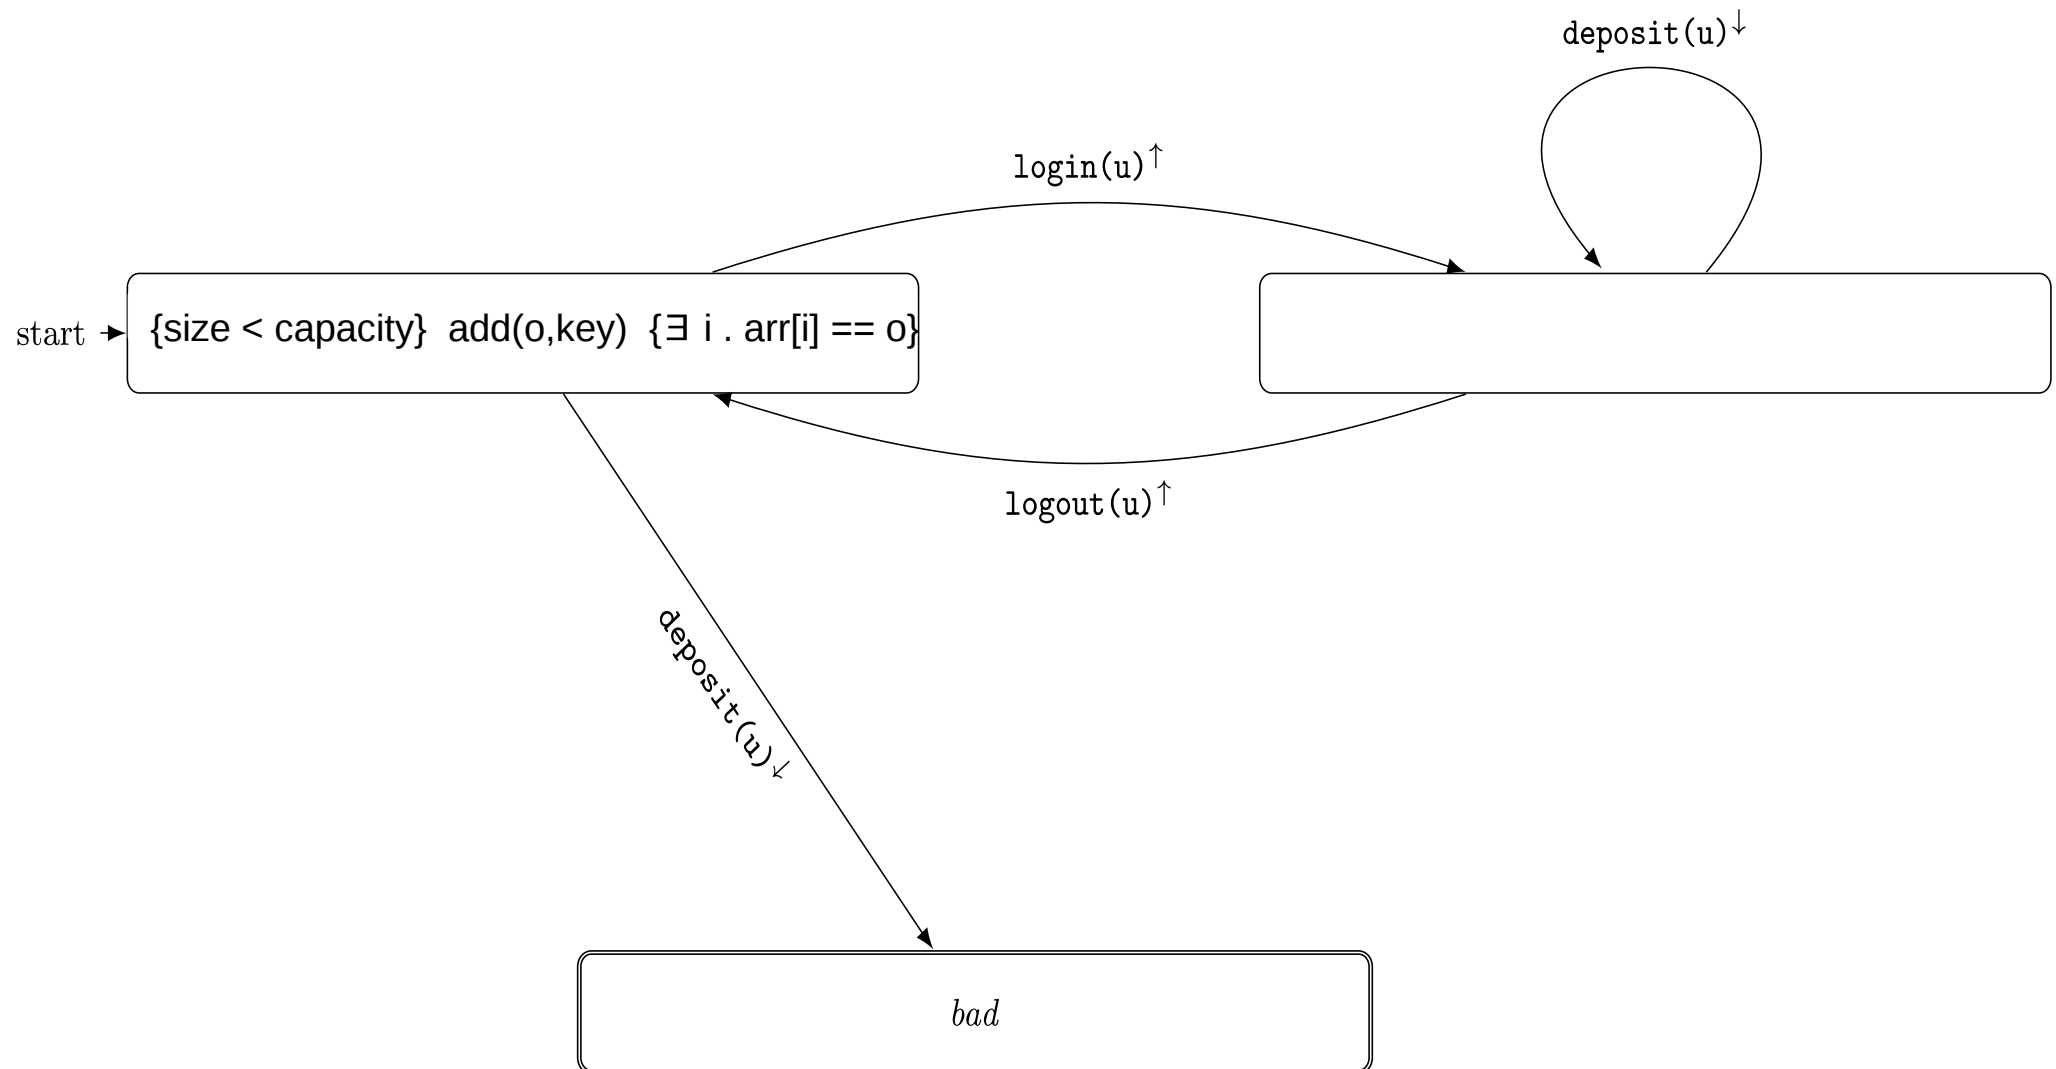 deposit(u)↓
login(u)↑
start
{size < capacity} add(o,key) {∃ i . arr[i] == o}
logout(u)↑
deposit(u)↓
bad